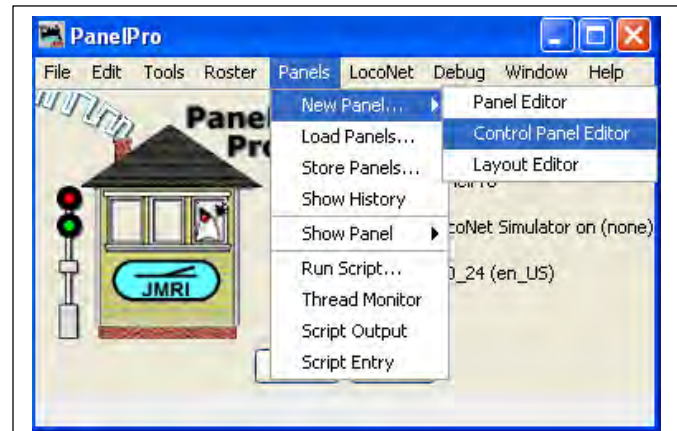 PanelPro
File Edit Tools Roster Panels LocoNet Debug Window Help
New Panel...
Load Panels...
Store Panels...
Show History
Show Panel
Run Script...
Thread Monitor
Script Output
Script Entry
Panel Editor
Control Panel Editor
Layout Editor
Simulator on (none)
(en_US)
JMRI